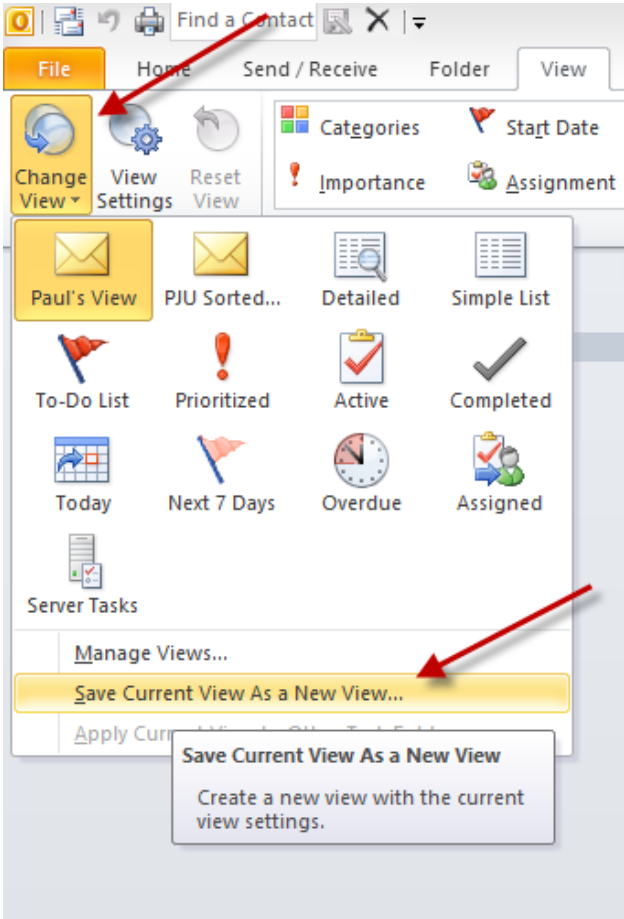 Find a Contact
File Home Send / Receive Folder View
Change View View Settings Reset View
Categories Start Date
Importance Assignment
Paul's View PJU Sorted... Detailed Simple List
To-Do List Prioritized Active Completed
Today Next 7 Days Overdue Assigned
Server Tasks
Manage Views...
Save Current View As a New View...
Apply
Save Current View As a New View
Create a new view with the current
view settings.